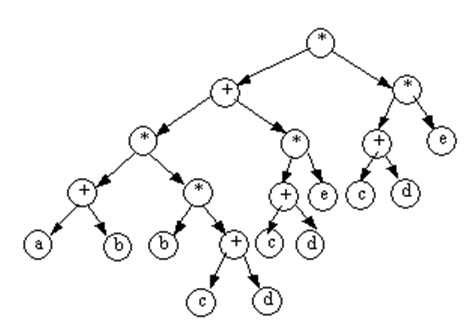 *
+ *
* * + e
+ * + e c d
a b b + c d
c d